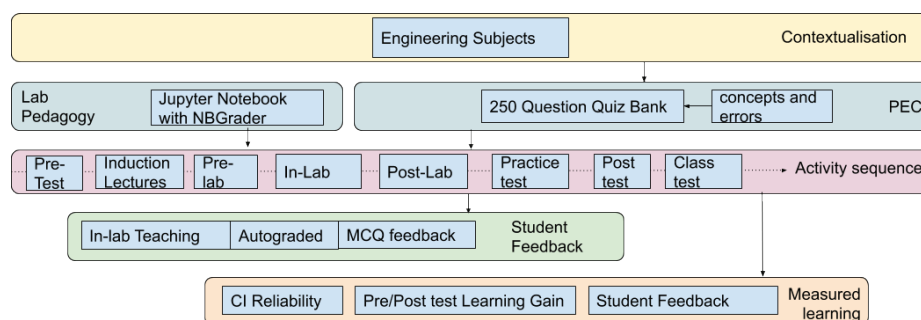 Engineering Subjects
Contextualisation
Lab
Pedagogy
Jupyter Notebook
with NBGrader
250 Question Quiz Bank
concepts and
errors
PEC
Pre-
Test
Induction
Lectures
Pre-
lab
In-Lab
Post-Lab
Practice
test
Post
test
Class
test
Activity sequence
In-lab Teaching
Autograded
MCQ feedback
Student
Feedback
CI Reliability
Pre/Post test Learning Gain
Student Feedback
Measured
learning